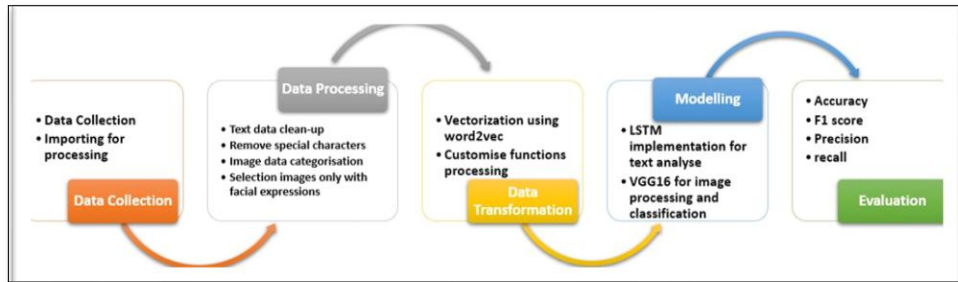 • Data Collection
• Importing for
processing
Data Collection
Data Processing
• Text data clean-up
• Remove special characters
• Image data categorisation
• Selection images only with
facial expressions
• Vectorization using
word2vec
• Customise functions
processing
Data
Transformation
Modelling
• LSTM
implementation for
text analyse
• VGG16 for image
processing and
classification
• Accuracy
• F1 score
• Precision
• recall
Evaluation